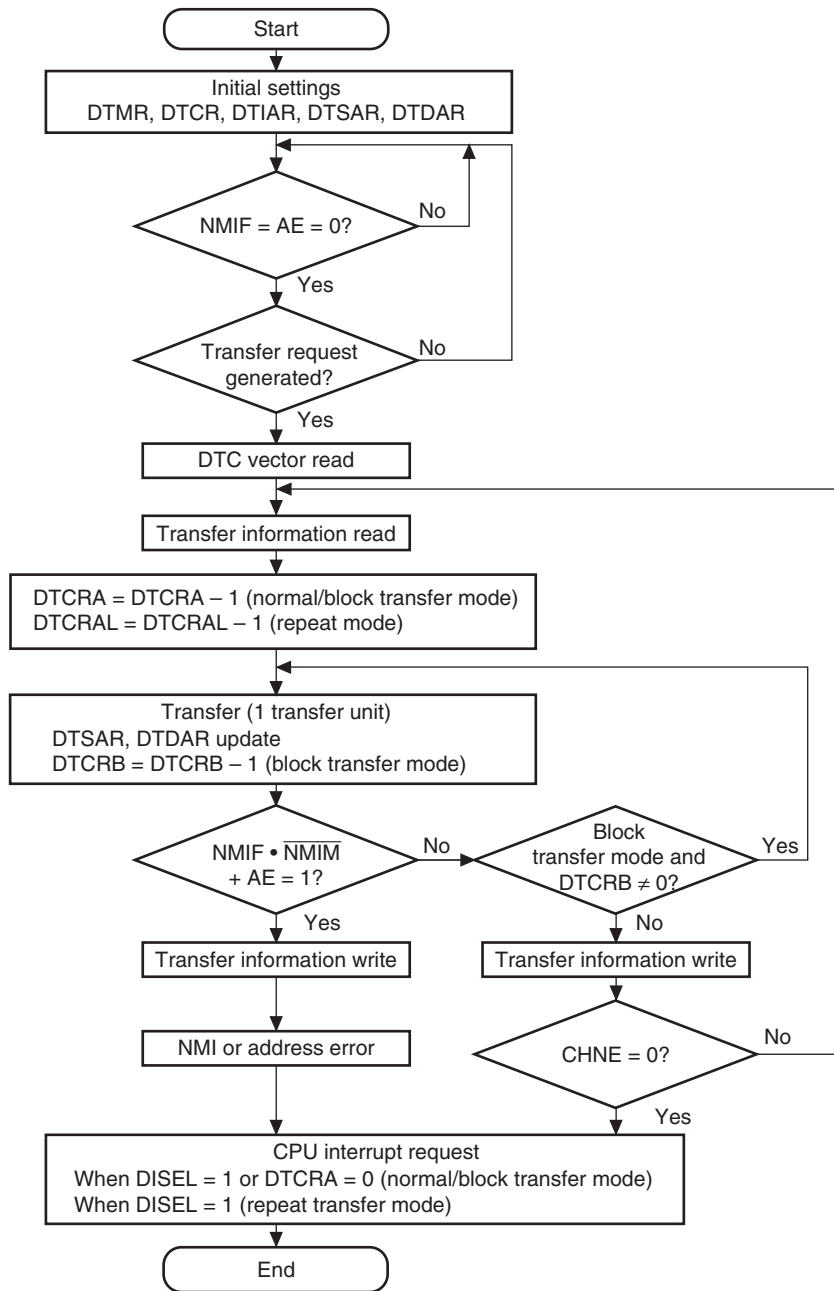 Start
Initial settings
DTMR, DTCR, DTIAR, DTSAR, DTDAR
NMIF = AE = 0?
No
Yes
Transfer request
generated?
No
Yes
DTC vector read
Transfer information read
DTCRA = DTCRA – 1 (normal/block transfer mode)
DTCRAL = DTCRAL – 1 (repeat mode)
Transfer (1 transfer unit)
DTSAR, DTDAR update
DTCRB = DTCRB – 1 (block transfer mode)
NMIF • N̅M̅I̅M̅
+ AE = 1?
No
Yes
Block
transfer mode and
DTCRB ≠ 0?
Yes
No
Transfer information write
Transfer information write
NMI or address error
CHNE = 0?
No
Yes
CPU interrupt request
When DISEL = 1 or DTCRA = 0 (normal/block transfer mode)
When DISEL = 1 (repeat transfer mode)
End